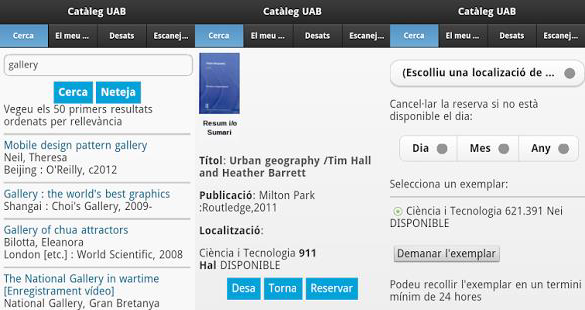 Catàleg UAB
Cerca
El meu ...
Desats
Escanej...
gallery
Cerca
Neteja
Vegeu els 50 primers resultats
ordenats per rellevància
Mobile design pattern gallery
Neil, Theresa
Beijing : O'Reilly, c2012
Gallery : the world's best graphics
Shangai : Choi's Gallery, 2009-
Gallery of chua attractors
Bilotta, Eleanora
London [etc.] : World Scientific, 2008
The National Gallery in wartime
[Enregistrament vídeo]
National Gallery, Gran Bretanya
Catàleg UAB
Cerca
El meu ...
Desats
Escanej...
Resum i/o
Sumari
Títol: Urban geography /Tim Hall
and Heather Barrett
Publicació: Milton Park
:Routledge,2011
Localització:
Ciència i Tecnologia 911
Hal DISPONIBLE
Desa
Torna
Reservar
Catàleg UAB
Cerca
El meu ...
Desats
Escanej...
(Escolliu una localització de ...
Cancel·lar la reserva si no està
disponible el dia:
Dia
Mes
Any
Selecciona un exemplar:
Ciència i Tecnologia 621.391 Nei
DISPONIBLE
Demanar l'exemplar
Podeu recollir l'exemplar en un termini
mínim de 24 hores